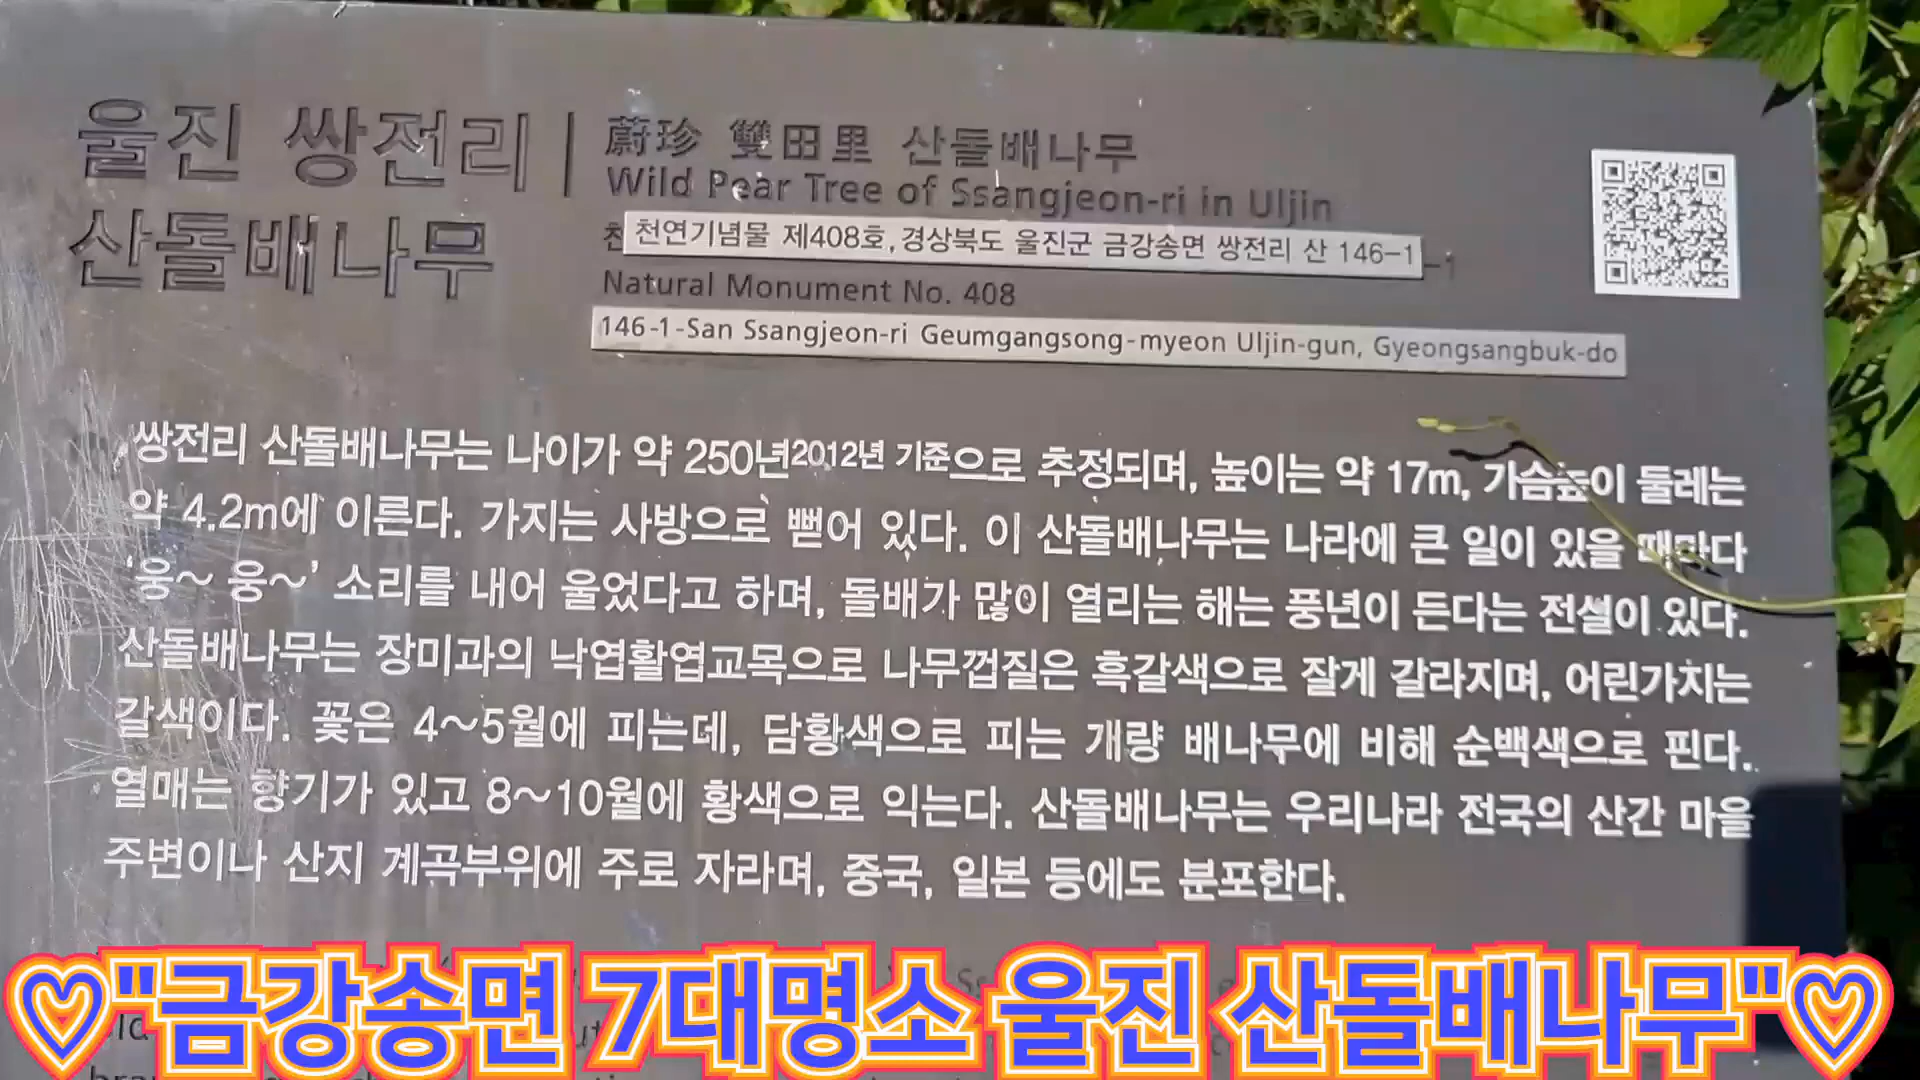 울진 쌍전리
산돌배나무
蔚珍 雙田里 산돌배나무
Wild Pear Tree of Ssangjeon-ri in Uljin
천연기념물 제408호, 경상북도 울진군 금강송면 쌍전리 산 146-1
Natural Monument No. 408
146-1-San Ssangjeon-ri Geumgangsong-myeon Uljin-gun, Gyeongsangbuk-do
쌍전리 산돌배나무는 나이가 약 250년2012년 기준으로 추정되며, 높이는 약 17m, 가슴높이 둘레는
약 4.2m에 이른다. 가지는 사방으로 뻗어 있다. 이 산돌배나무는 나라에 큰 일이 있을 때마다
‘웅~ 웅~’ 소리를 내어 울었다고 하며, 돌배가 많이 열리는 해는 풍년이 든다는 전설이 있다.
산돌배나무는 장미과의 낙엽활엽교목으로 나무껍질은 흑갈색으로 잘게 갈라지며, 어린가치는
갈색이다. 꽃은 4~5월에 피는데, 담황색으로 피는 개량 배나무에 비해 순백색으로 핀다.
열매는 향기가 있고 8~10월에 황색으로 익는다. 산돌배나무는 우리나라 전국의 산간 마을
주변이나 산지 계곡부위에 주로 자라며, 중국, 일본 등에도 분포한다.
♡"금강송면 7대명소 울진 산돌배나무"♡